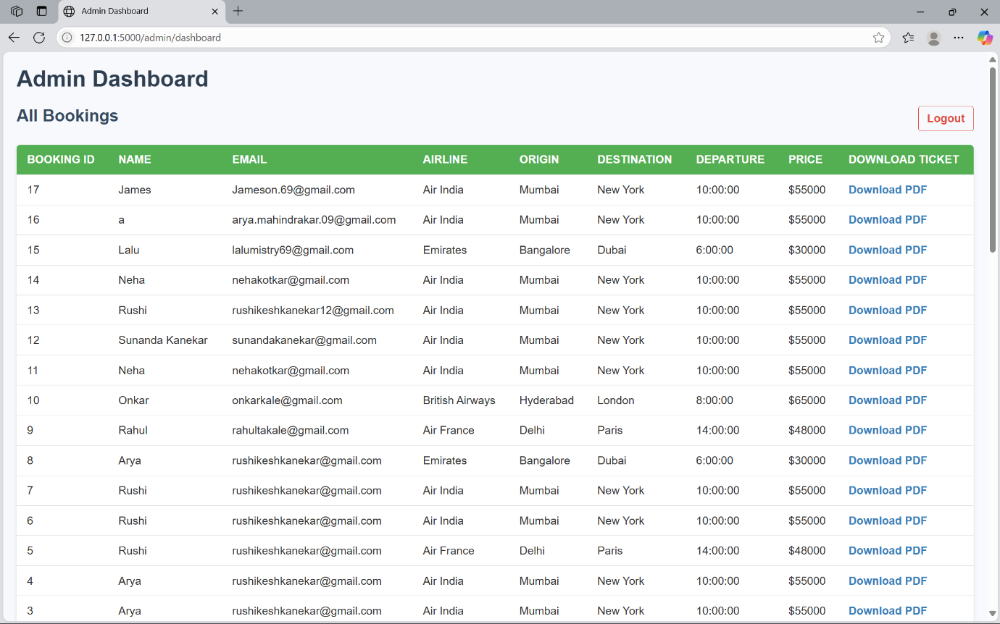 Admin Dashboard
127.0.0.1:5000/admin/dashboard
Admin Dashboard
All Bookings
Logout
BOOKING ID NAME EMAIL AIRLINE ORIGIN DESTINATION DEPARTURE PRICE DOWNLOAD TICKET
17 James Jameson.69@gmail.com Air India Mumbai New York 10:00:00 $55000 Download PDF
16 a arya.mahindrakar.09@gmail.com Air India Mumbai New York 10:00:00 $55000 Download PDF
15 Lalu lalumistry69@gmail.com Emirates Bangalore Dubai 6:00:00 $30000 Download PDF
14 Neha nehakotkar@gmail.com Air India Mumbai New York 10:00:00 $55000 Download PDF
13 Rushi rushikeshkanekar12@gmail.com Air India Mumbai New York 10:00:00 $55000 Download PDF
12 Sunanda Kanekar sunandakanekar@gmail.com Air India Mumbai New York 10:00:00 $55000 Download PDF
11 Neha nehakotkar@gmail.com Air India Mumbai New York 10:00:00 $55000 Download PDF
10 Onkar onkarkale@gmail.com British Airways Hyderabad London 8:00:00 $65000 Download PDF
9 Rahul rahultakale@gmail.com Air France Delhi Paris 14:00:00 $48000 Download PDF
8 Arya rushikeshkanekar@gmail.com Emirates Bangalore Dubai 6:00:00 $30000 Download PDF
7 Rushi rushikeshkanekar@gmail.com Air India Mumbai New York 10:00:00 $55000 Download PDF
6 Rushi rushikeshkanekar@gmail.com Air India Mumbai New York 10:00:00 $55000 Download PDF
5 Rushi rushikeshkanekar@gmail.com Air France Delhi Paris 14:00:00 $48000 Download PDF
4 Arya rushikeshkanekar@gmail.com Air India Mumbai New York 10:00:00 $55000 Download PDF
3 Arya rushikeshkanekar@gmail.com Air India Mumbai New York 10:00:00 $55000 Download PDF